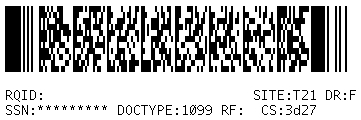 RQID: SITE:T21 DR:F
SSN:********* DOCTYPE:1099 RF: CS:3d27